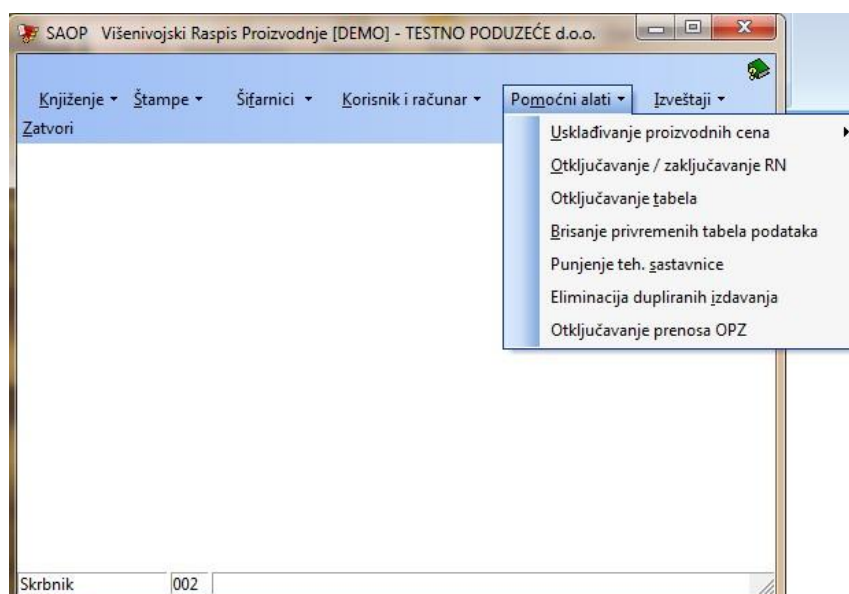 SAOP Višenivojski Raspis Proizvodnje [DEMO] - TESTNO PODUZEĆE d.o.o.
Knjiženje Štampe Šifarnici Korisnik i računar Pomoćni alati Izveštaji
Zatvori
Usklađivanje proizvodnih cena
Otključavanje / zaključavanje RN
Otključavanje tabela
Brisanje privremenih tabela podataka
Punjenje teh. sastavnice
Eliminacija dupliranih izdavanja
Otključavanje prenosa OPZ
Skrbnik 002